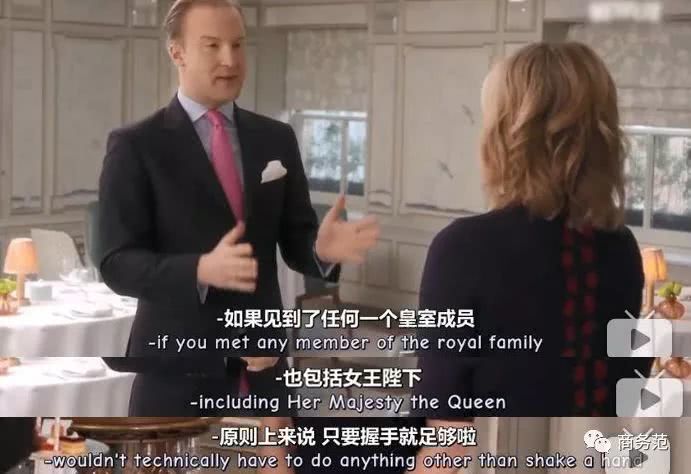 -如果见到了任何一个皇室成员
-if you met any member of the royal family
-也包括女王陛下
-including Her Majesty the Queen
-原则上来说 只要握手就足够啦
-wouldn't technically have to do anything other than shake a hand
商务范